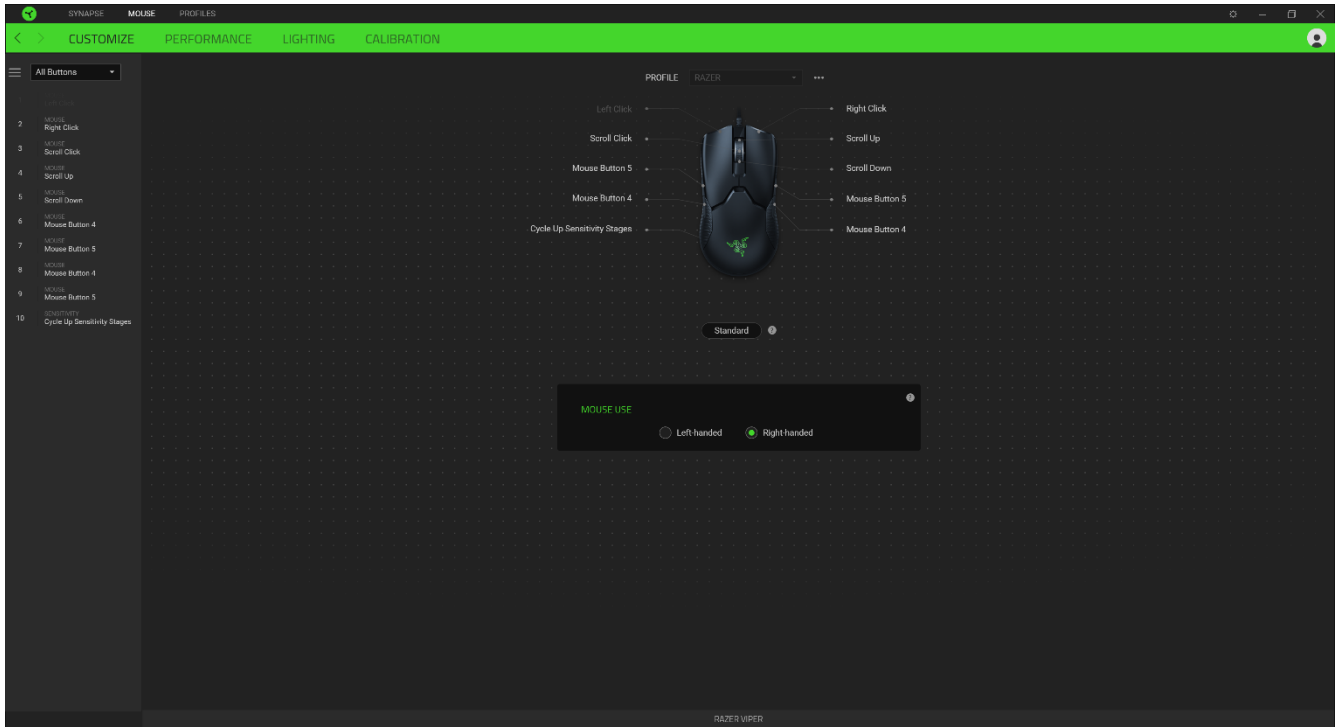 SYNAPSE MOUSE PROFILES
CUSTOMIZE PERFORMANCE LIGHTING CALIBRATION
All Buttons
PROFILE RAZER
1
2 MOUSE
Right Click
3 MOUSE
Scroll Click
4 MOUSE
Scroll Up
5 MOUSE
Scroll Down
6 MOUSE
Mouse Button 4
7 MOUSE
Mouse Button 5
8 MOUSE
Mouse Button 4
9 MOUSE
Mouse Button 5
10 SENSITIVITY
Cycle Up Sensitivity Stages
Left Click
Scroll Click
Mouse Button 5
Mouse Button 4
Cycle Up Sensitivity Stages
Right Click
Scroll Up
Scroll Down
Mouse Button 5
Mouse Button 4
Standard ?
?
MOUSE USE
Left-handed Right-handed
RAZER VIPER